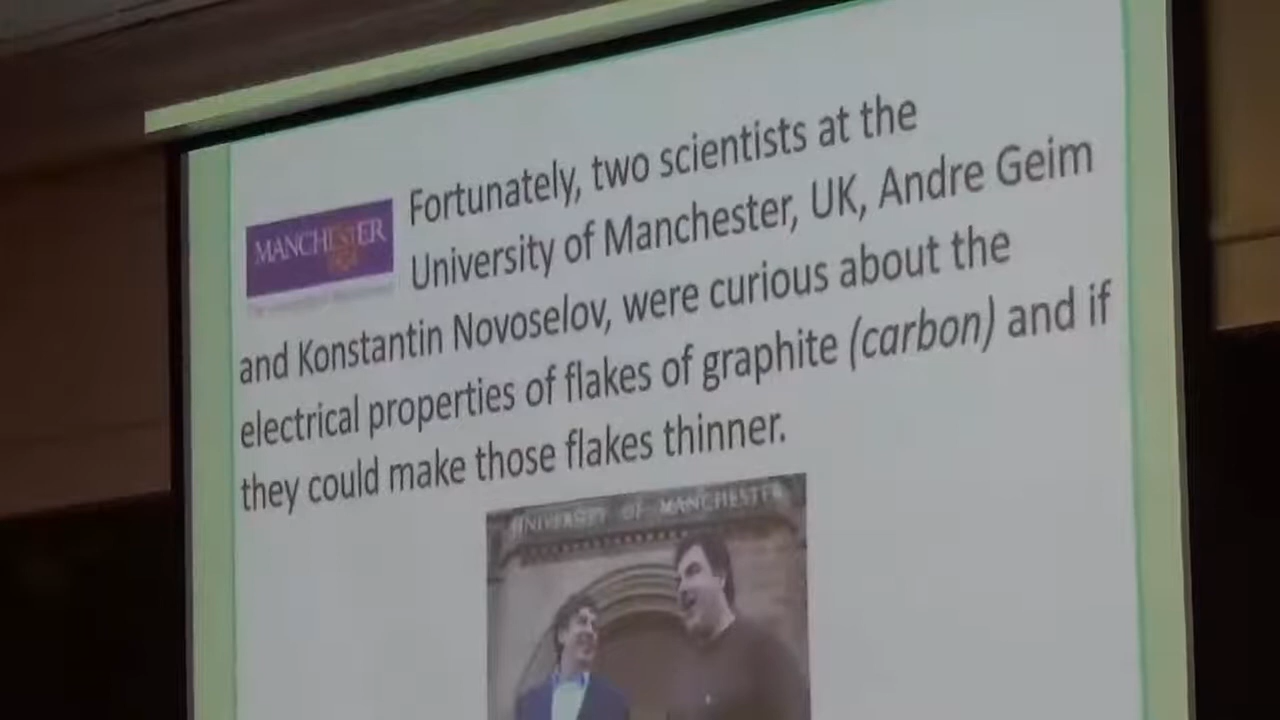 Fortunately, two scientists at the
MANCHESTER
University of Manchester, UK, Andre Geim
and Konstantin Novoselov, were curious about the
electrical properties of flakes of graphite (carbon) and if
they could make those flakes thinner.
UNIVERSITY OF MANCHESTER